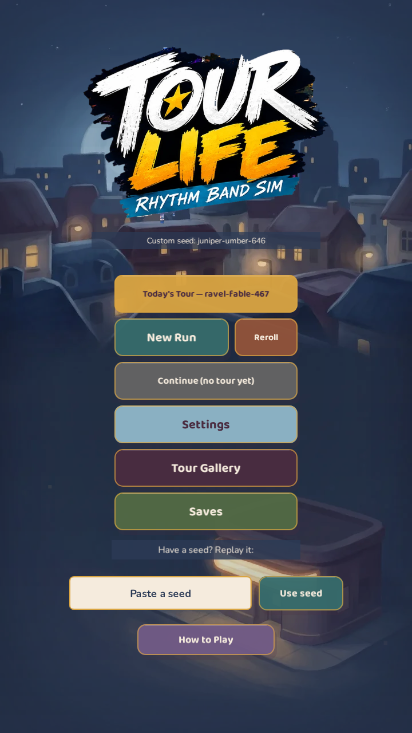 TOUR
LIFE
RHYTHM BAND SIM
Custom seed: juniper-umber-646
Today's Tour — ravel-fable-467
New Run
Reroll
Continue (no tour yet)
Settings
Tour Gallery
Saves
Have a seed? Replay it:
Paste a seed
Use seed
How to Play